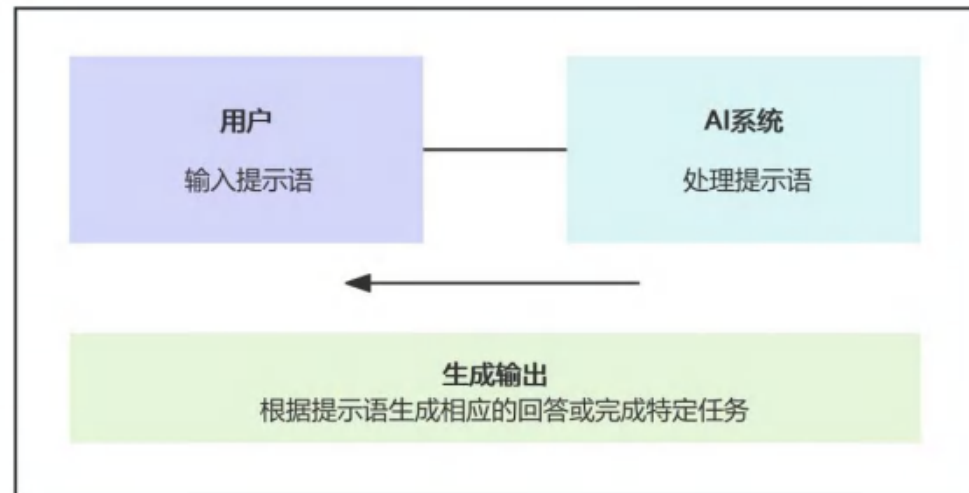 用户
输入提示语
AI系统
处理提示语
生成输出
根据提示语生成相应的回答或完成特定任务